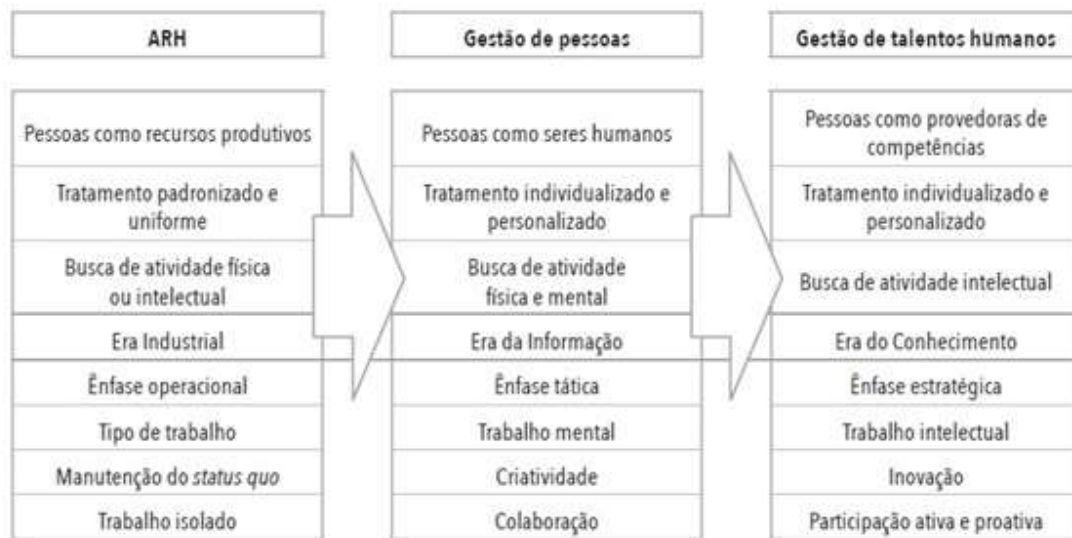 ARH
Gestão de pessoas
Gestão de talentos humanos
Pessoas como recursos produtivos
Pessoas como seres humanos
Pessoas como provedoras de
competências
Tratamento padronizado e
uniforme
Tratamento individualizado e
personalizado
Tratamento individualizado e
personalizado
Busca de atividade física
ou intelectual
Busca de atividade
física e mental
Busca de atividade intelectual
Era Industrial
Era da Informação
Era do Conhecimento
Ênfase operacional
Ênfase tática
Ênfase estratégica
Tipo de trabalho
Trabalho mental
Trabalho intelectual
Manutenção do status quo
Criatividade
Inovação
Trabalho isolado
Colaboração
Participação ativa e proativa